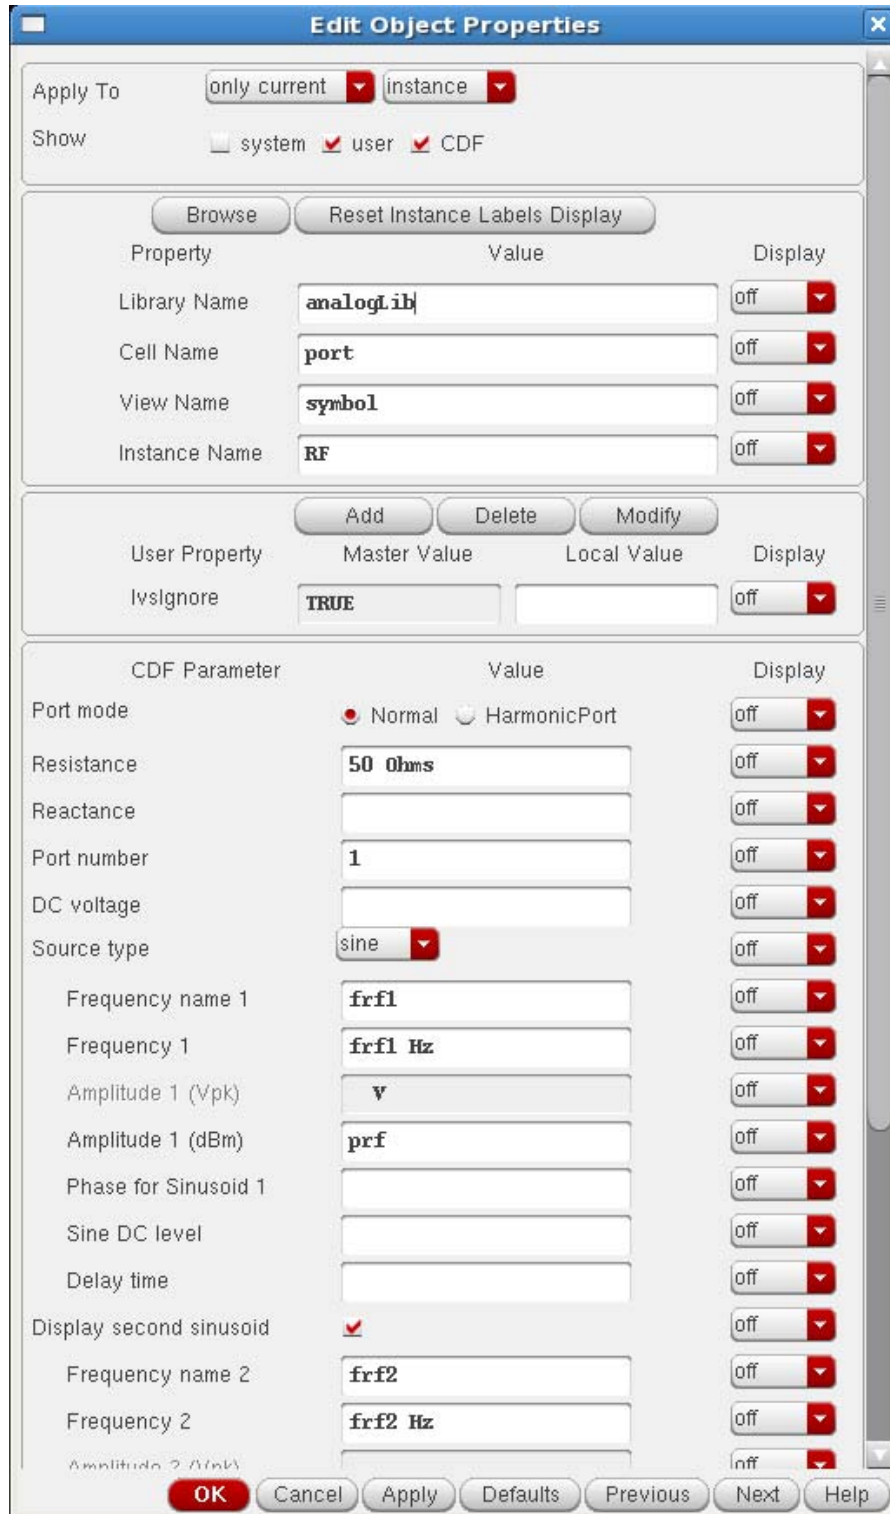 Edit Object Properties
Apply To only current instance
Show system user CDF
Browse Reset Instance Labels Display
Property Value Display
Library Name analogLib off
Cell Name port off
View Name symbol off
Instance Name RF off
Add Delete Modify
User Property Master Value Local Value Display
lvsIgnore TRUE off
CDF Parameter Value Display
Port mode Normal HarmonicPort off
Resistance 50 Ohms off
Reactance off
Port number 1 off
DC voltage off
Source type sine off
Frequency name 1 frf1 off
Frequency 1 frf1 Hz off
Amplitude 1 (Vpk) V off
Amplitude 1 (dBm) prf off
Phase for Sinusoid 1 off
Sine DC level off
Delay time off
Display second sinusoid off
Frequency name 2 frf2 off
Frequency 2 frf2 Hz off
Amplitude 2 (Vpk) off
OK Cancel Apply Defaults Previous Next Help